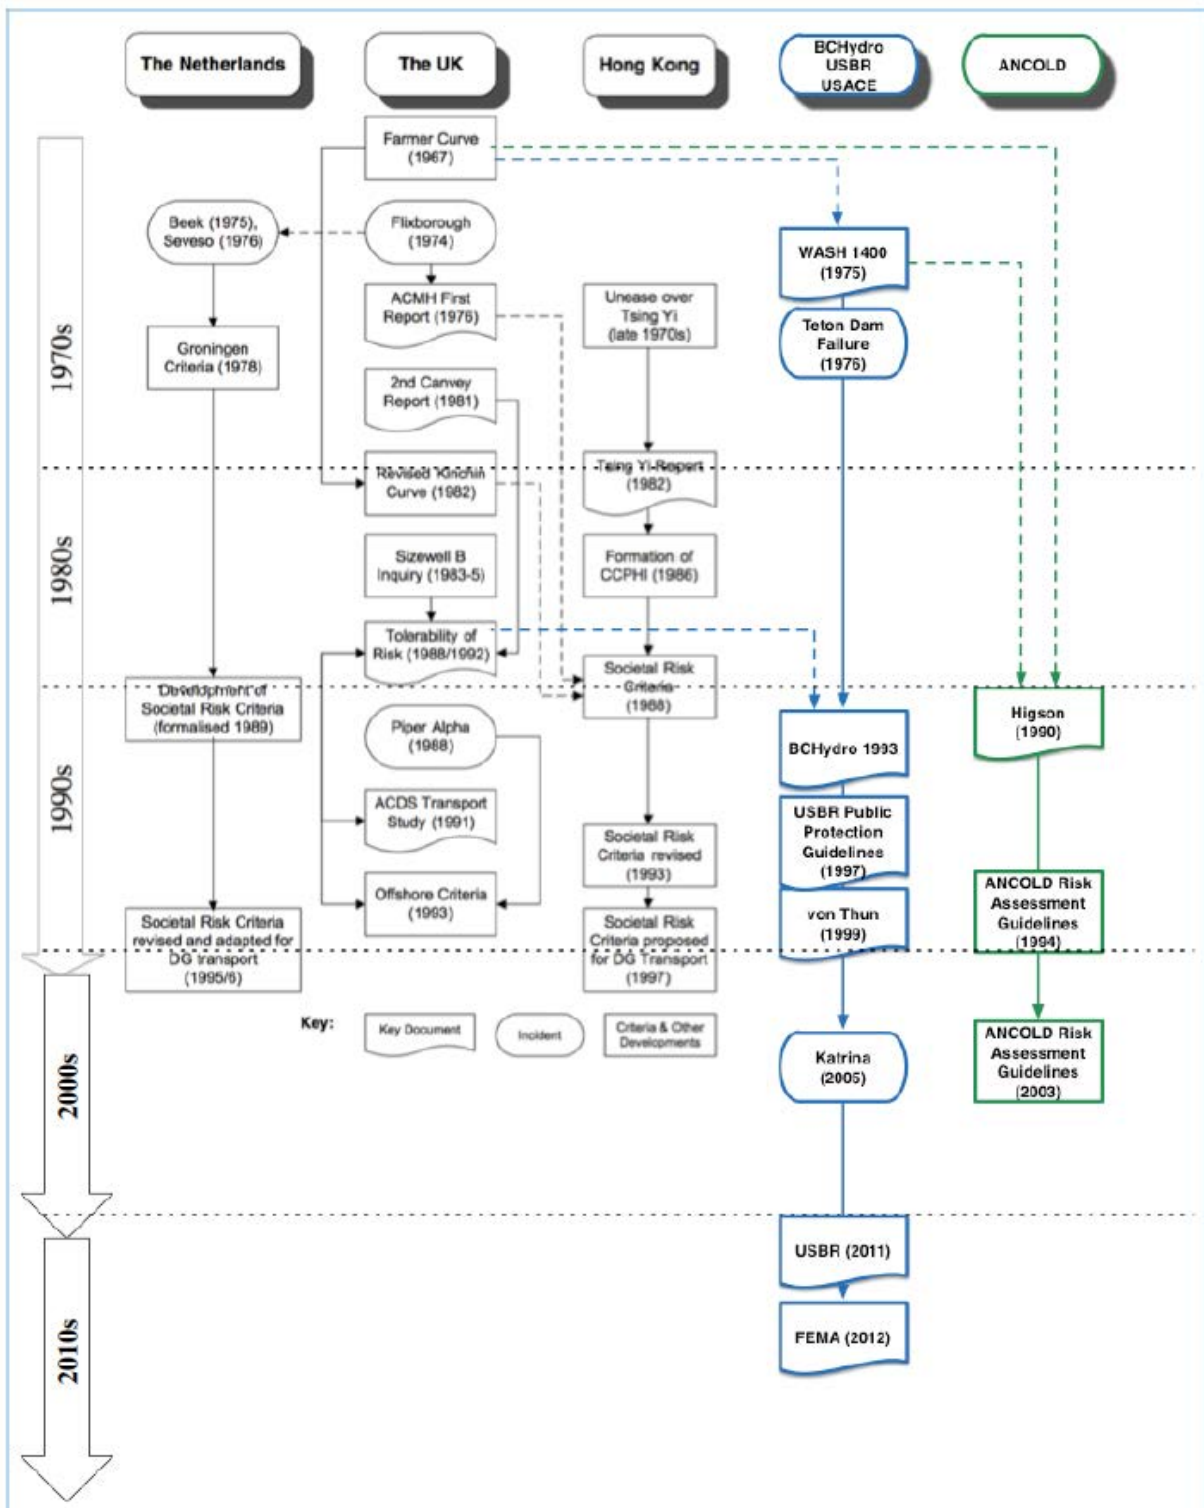 The Netherlands
The UK
Hong Kong
BCHydro
USBR
USACE
ANCOLD
1970s
1980s
1990s
2000s
2010s
Beek (1975),
Seveso (1976)
Groningen
Criteria (1978)
Development of
Societal Risk Criteria
(formalised 1989)
Societal Risk Criteria
revised and adapted for
DG transport
(1995/6)
Farmer Curve
(1967)
Flixborough
(1974)
ACMH First
Report (1976)
2nd Canvey
Report (1981)
Revised Kinchin
Curve (1982)
Sizewell B
Inquiry (1983-5)
Tolerability of
Risk (1988/1992)
Piper Alpha
(1988)
ACDS Transport
Study (1991)
Offshore Criteria
(1993)
Unease over
Tsing Yi
(late 1970s)
Tsing Yi Report
(1982)
Formation of
CCPHI (1986)
Societal Risk
Criteria
(1988)
Societal Risk
Criteria revised
(1993)
Societal Risk
Criteria proposed
for DG Transport
(1997)
WASH 1400
(1975)
Teton Dam
Failure
(1976)
BCHydro 1993
USBR Public
Protection
Guidelines
(1997)
von Thun
(1999)
Katrina
(2005)
USBR (2011)
FEMA (2012)
Higson
(1990)
ANCOLD Risk
Assessment
Guidelines
(1994)
ANCOLD Risk
Assessment
Guidelines
(2003)
Key:
Key Document
Incident
Criteria & Other
Developments